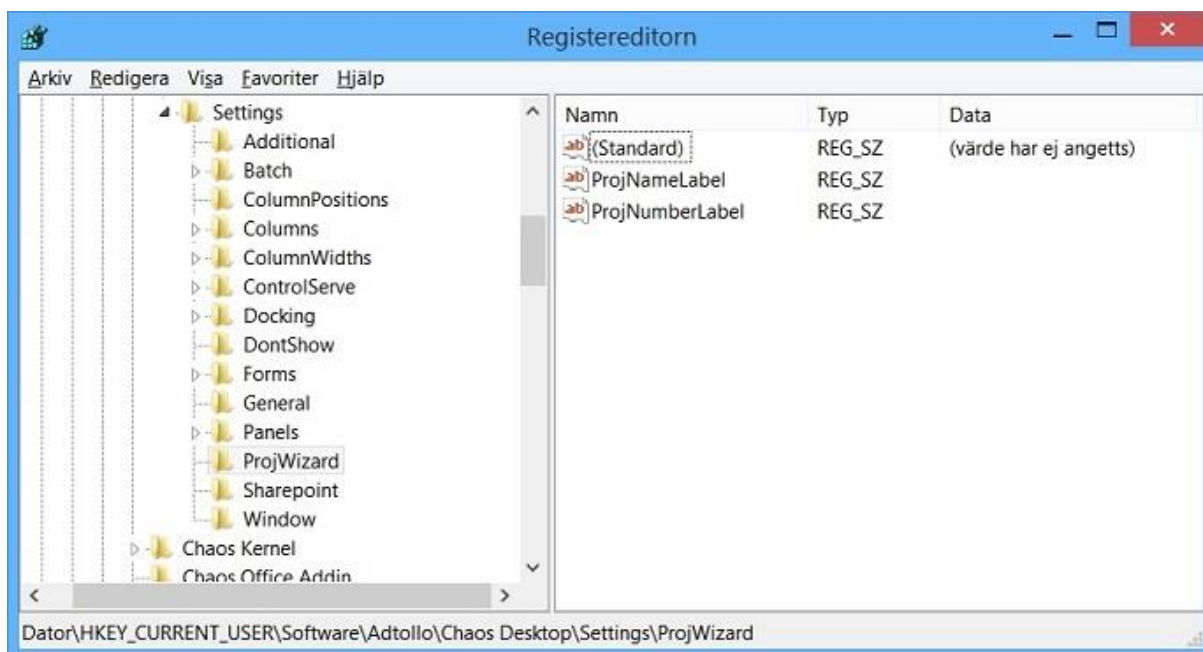 Registereditorn
Arkiv Redigera Visa Favoriter Hjälp
Settings
Additional
Batch
ColumnPositions
Columns
ColumnWidths
ControlServe
Docking
DontShow
Forms
General
Panels
ProjWizard
Sharepoint
Window
Chaos Kernel
Chaos Office Addin
Namn Typ Data
(Standard) REG_SZ (värde har ej angetts)
ProjNameLabel REG_SZ
ProjNumberLabel REG_SZ
Dator\HKEY_CURRENT_USER\Software\Adtollo\Chaos Desktop\Settings\ProjWizard